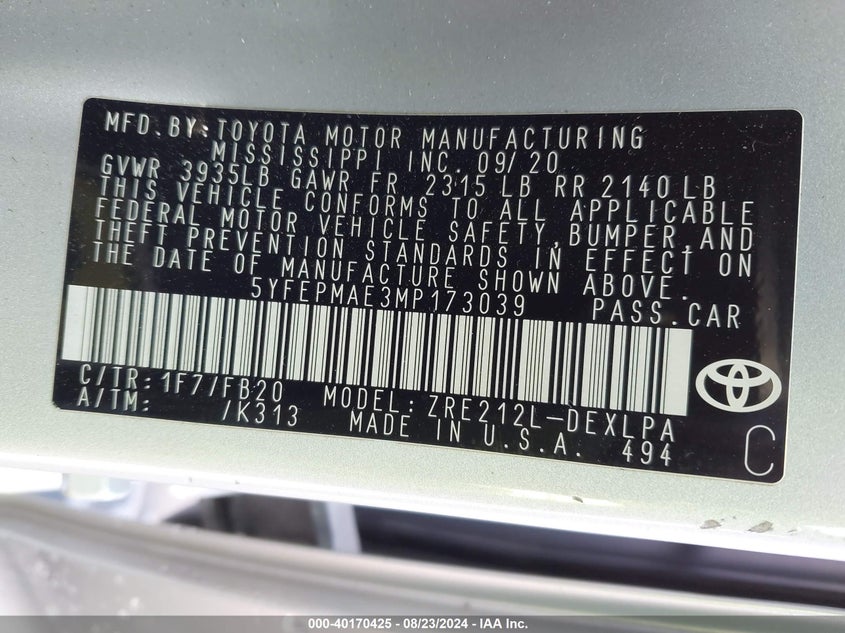 MFD.BY:TOYOTA MOTOR MANUFACTURING
MISSISSIPPI INC. 09/20
GVWR 3935LB GAWR FR 2315 LB RR 2140 LB
THIS VEHICLE CONFORMS TO ALL APPLICABLE
FEDERAL MOTOR VEHICLE SAFETY,BUMPER,AND
THEFT PREVENTION STANDARDS IN EFFECT ON
THE DATE OF MANUFACTURE SHOWN ABOVE.
5YFEPMAE3MP173039 PASS.CAR
C/TR:1F7/FB20 MODEL:ZRE212L-DEXLPA
A/TM: /K313 MADE IN U.S.A. 494
C
000-40170425 - 08/23/2024 - IAA Inc.